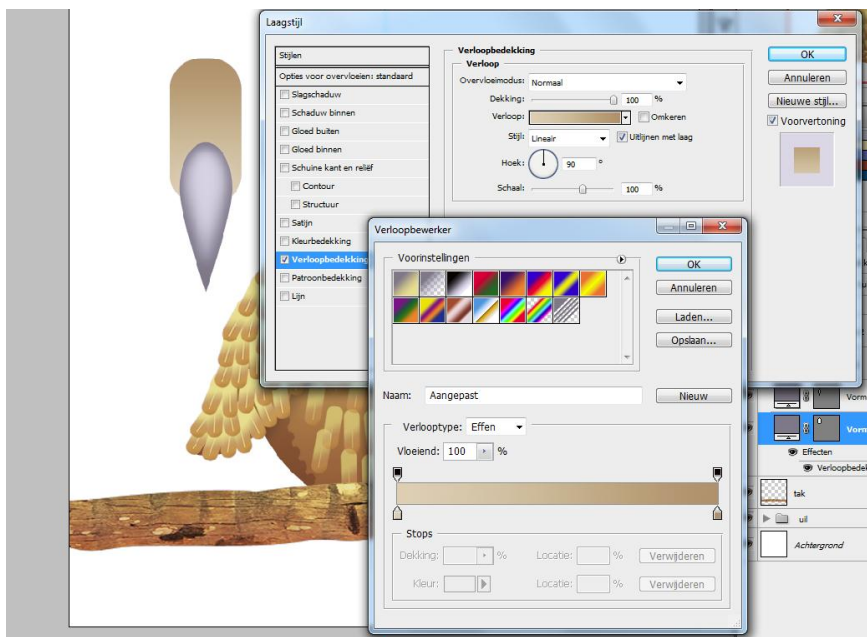 Laagstijl
Stijlen
Opties voor overvloeien: standaard
Slagschaduw
Schaduw binnen
Gloed buiten
Gloed binnen
Schuine kant en reliëf
Contour
Structuur
Satijn
Kleurbedekking
Verloopbedekking
Patroonbedekking
Lijn
Verloopbedekking
Verloop
Overvloeimodus: Normaal
Dekking: 100 %
Verloop: Omkeren
Stijl: Lineair Uitlijnen met laag
Hoek: 90 °
Schaal: 100 %
OK
Annuleren
Nieuwe stijl...
Voorvertoning
Verloopbewerker
Voorinstellingen
OK
Annuleren
Laden...
Opslaan...
Naam: Aangepast Nieuw
Verlooptype: Effen
Vloeiend: 100 %
Stops
Dekking: % Locatie: % Verwijderen
Kleur: Locatie: % Verwijderen
Vorm
Vorm
Effecten
Verloopbedek
tak
uil
Achtergrond